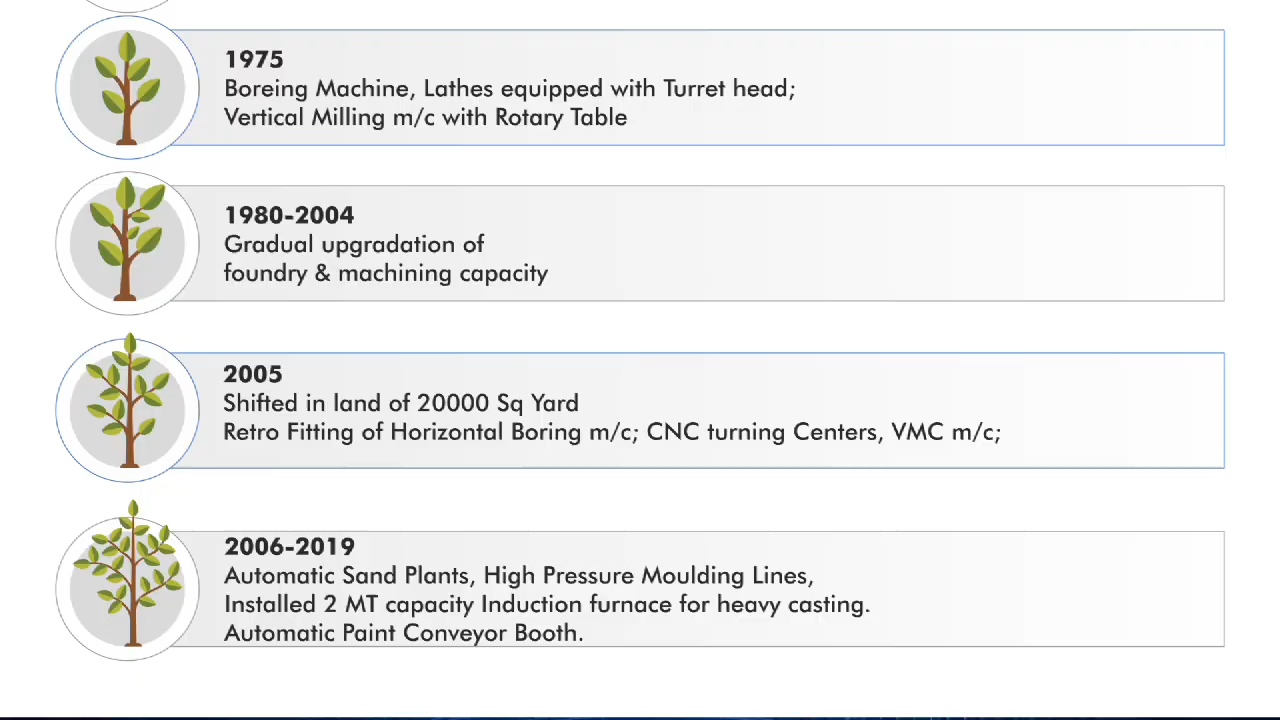 1975
Boreing Machine, Lathes equipped with Turret head;
Vertical Milling m/c with Rotary Table
1980-2004
Gradual upgradation of
foundry & machining capacity
2005
Shifted in land of 20000 Sq Yard
Retro Fitting of Horizontal Boring m/c; CNC turning Centers, VMC m/c;
2006-2019
Automatic Sand Plants, High Pressure Moulding Lines,
Installed 2 MT capacity Induction furnace for heavy casting.
Automatic Paint Conveyor Booth.